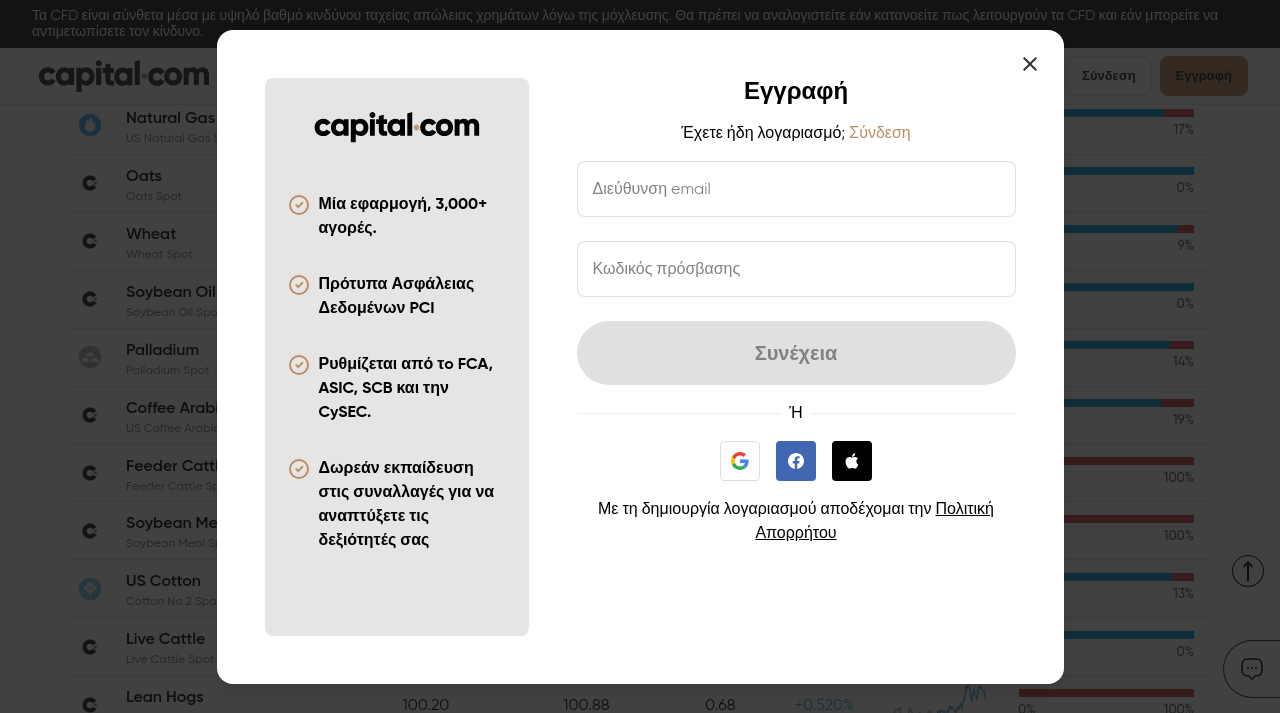 Τα CFD είναι σύνθετα μέσα με υψηλό βαθμό κινδύνου ταχείας απώλειας χρημάτων λόγω της μόχλευσης. Θα πρέπει να αναλογιστείτε εάν κατανοείτε πως λειτουργούν τα CFD και εάν μπορείτε να
αντιμετωπίσετε τον κίνδυνο.
capital.com
Σύνδεση
Εγγραφή
capital.com
Μία εφαρμογή, 3,000+
αγορές.
Πρότυπα Ασφάλειας
Δεδομένων PCI
Ρυθμίζεται από το FCA,
ASIC, SCB και την
CySEC.
Δωρεάν εκπαίδευση
στις συναλλαγές για να
αναπτύξετε τις
δεξιότητές σας
Εγγραφή
Έχετε ήδη λογαριασμό; Σύνδεση
Διεύθυνση email
Κωδικός πρόσβασης
Συνέχεια
Ή
Με τη δημιουργία λογαριασμού αποδέχομαι την Πολιτική
Απορρήτου
Natural Gas
US Natural Gas
17%
Oats
Oats Spot
0%
Wheat
Wheat Spot
9%
Soybean Oil
Soybean Oil
0%
Palladium
Palladium Spot
14%
Coffee
US Coffee
19%
Feeder
Feeder Cattle
100%
Soybean
Soybean Meal
100%
US Cotton
Cotton No 2
13%
Live Cattle
Live Cattle Spot
0%
Lean Hogs
100.20
100.88
0.68
+0.520%
0%
100%